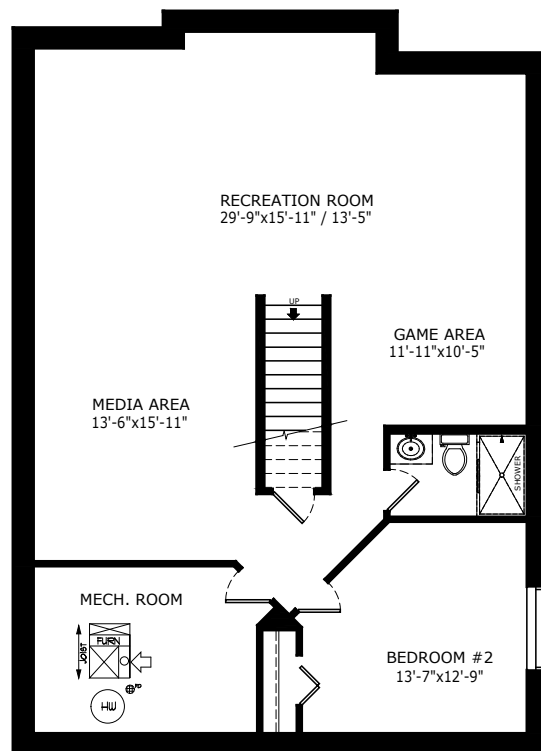 RECREATION ROOM
29'-9"x15'-11" / 13'-5"
UP
GAME AREA
11'-11"x10'-5"
MEDIA AREA
13'-6"x15'-11"
SHOWER
MECH. ROOM
JOIST
FURN
FD
HW
BEDROOM #2
13'-7"x12'-9"